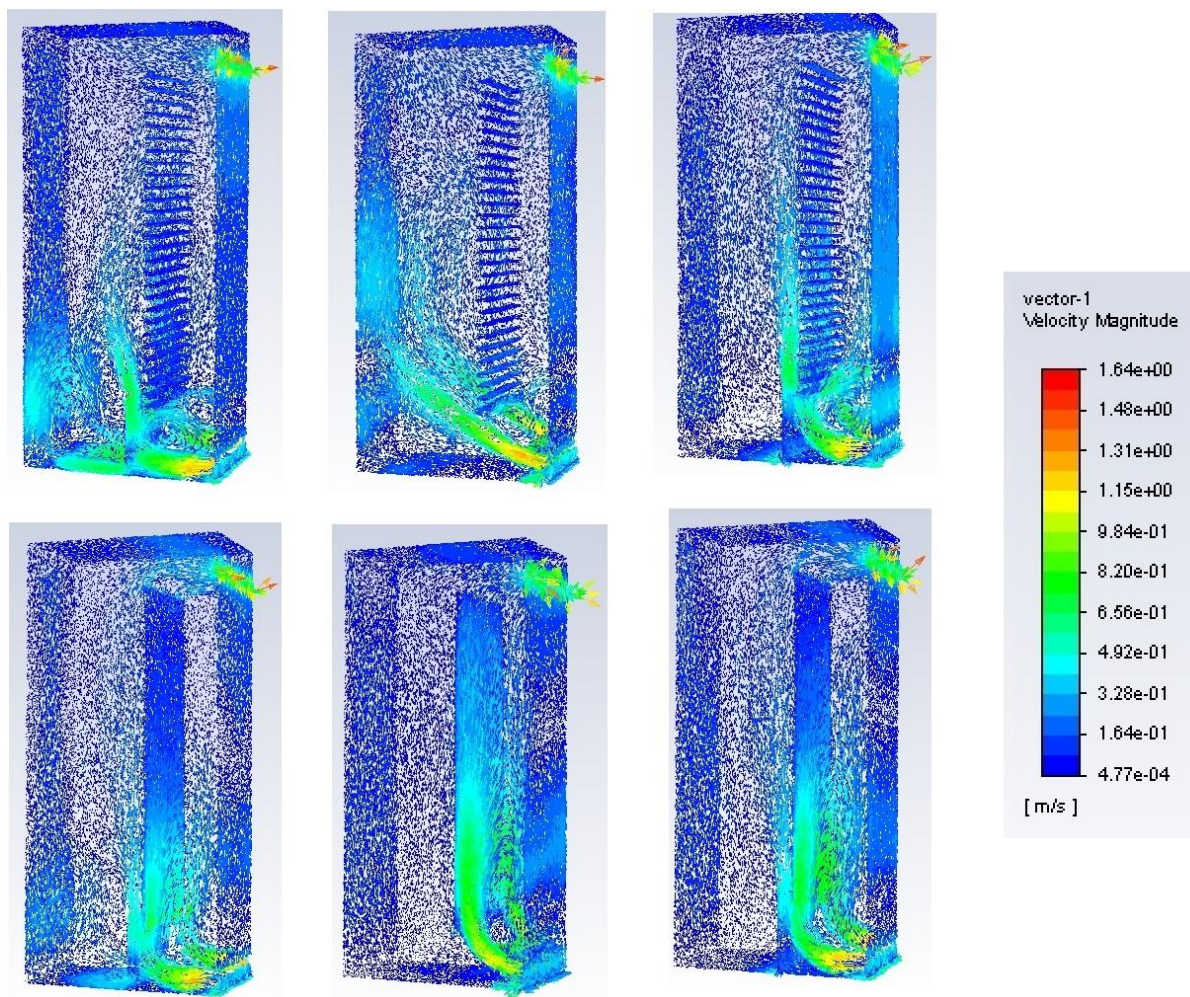 vector-1
Velocity Magnitude
1.64e+00
1.48e+00
1.31e+00
1.15e+00
9.84e-01
8.20e-01
6.56e-01
4.92e-01
3.28e-01
1.64e-01
4.77e-04
[ m/s ]